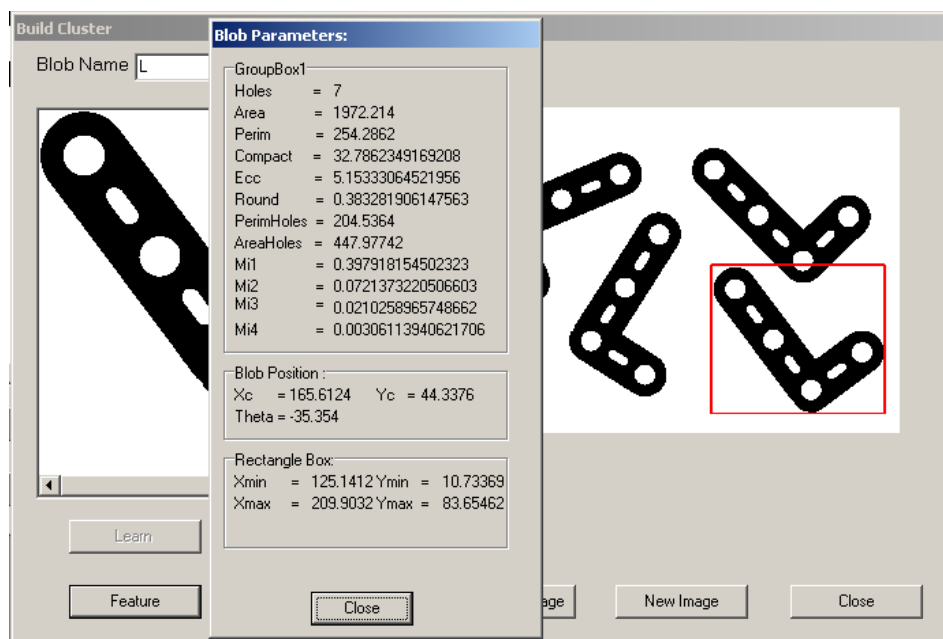 Build Cluster
Blob Name L
Blob Parameters:
GroupBox1
Holes = 7
Area = 1972.214
Perim = 254.2862
Compact = 32.7862349169208
Ecc = 5.15333064521956
Round = 0.383281906147563
PerimHoles = 204.5364
AreaHoles = 447.97742
Mi1 = 0.397918154502323
Mi2 = 0.0721373220506603
Mi3 = 0.0210258965748662
Mi4 = 0.00306113940621706
Blob Position :
Xc = 165.6124 Yc = 44.3376
Theta = -35.354
Rectangle Box:
Xmin = 125.1412 Ymin = 10.73369
Xmax = 209.9032 Ymax = 83.65462
Learn
Feature
Close
age
New Image
Close